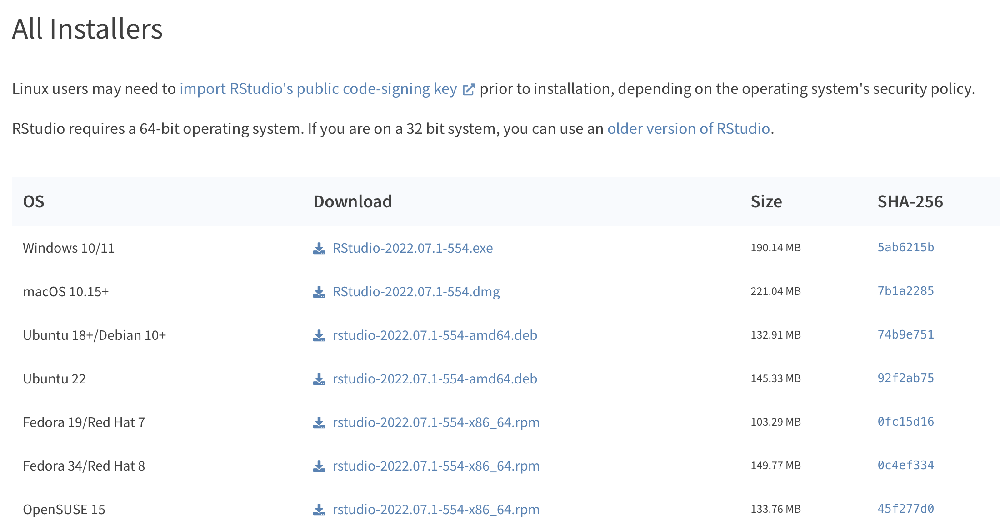 All Installers
Linux users may need to import RStudio's public code-signing key prior to installation, depending on the operating system's security policy.
RStudio requires a 64-bit operating system. If you are on a 32 bit system, you can use an older version of RStudio.
OS Download Size SHA-256
Windows 10/11 RStudio-2022.07.1-554.exe 190.14 MB 5ab6215b
macOS 10.15+ RStudio-2022.07.1-554.dmg 221.04 MB 7b1a2285
Ubuntu 18+/Debian 10+ rstudio-2022.07.1-554-amd64.deb 132.91 MB 74b9e751
Ubuntu 22 rstudio-2022.07.1-554-amd64.deb 145.33 MB 92f2ab75
Fedora 19/Red Hat 7 rstudio-2022.07.1-554-x86_64.rpm 103.29 MB 0fc15d16
Fedora 34/Red Hat 8 rstudio-2022.07.1-554-x86_64.rpm 149.77 MB 0c4ef334
OpenSUSE 15 rstudio-2022.07.1-554-x86_64.rpm 133.76 MB 45f277d0